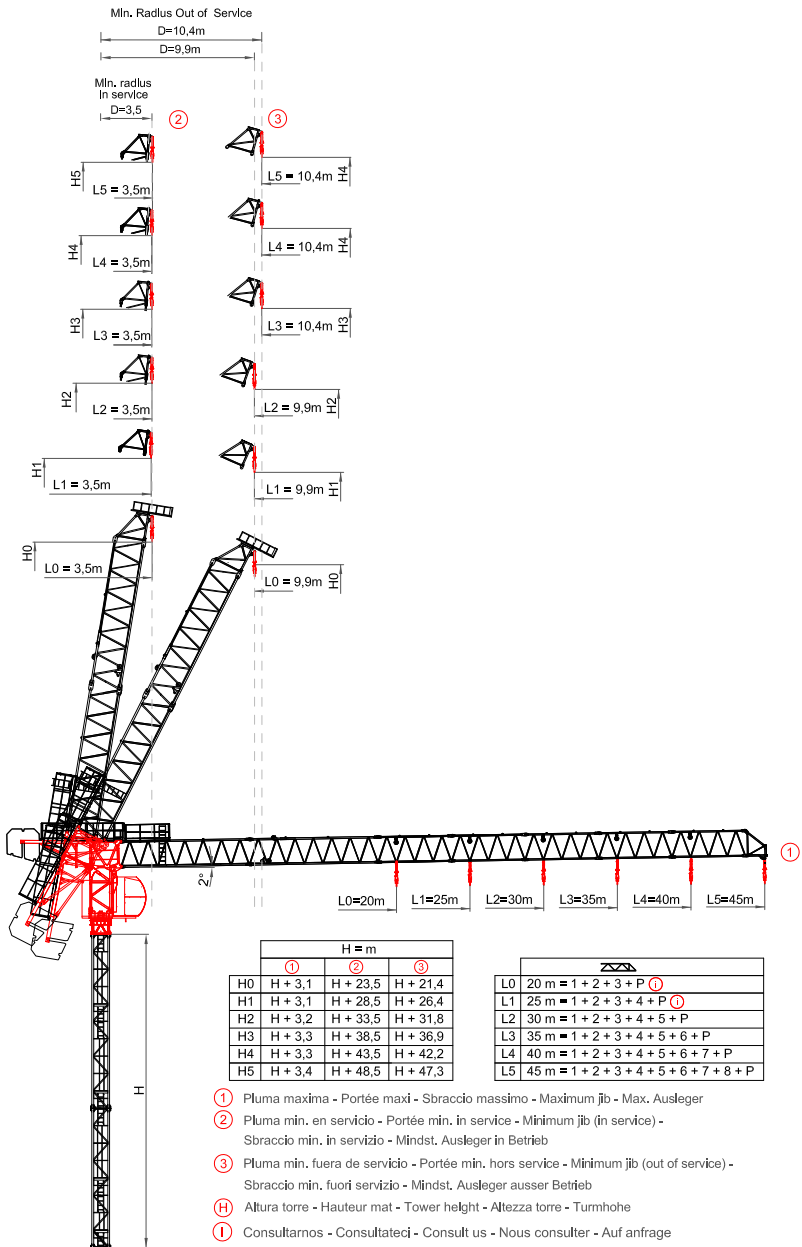 Min. Radius Out of Service
D=10,4m
D=9,9m
Min. radius
in service
D=3,5
2
3
H5
L5 = 3,5m
L5 = 10,4m
H4
H4
L4 = 3,5m
L4 = 10,4m
H4
H3
L3 = 3,5m
L3 = 10,4m
H3
H2
L2 = 3,5m
L2 = 9,9m
H2
H1
L1 = 3,5m
L1 = 9,9m
H1
H0
L0 = 3,5m
L0 = 9,9m
H0
2°
1
L0=20m
L1=25m
L2=30m
L3=35m
L4=40m
L5=45m
H
H = m
1 2 3
H0 H + 3,1 H + 23,5 H + 21,4
H1 H + 3,1 H + 28,5 H + 26,4
H2 H + 3,2 H + 33,5 H + 31,8
H3 H + 3,3 H + 38,5 H + 36,9
H4 H + 3,3 H + 43,5 H + 42,2
H5 H + 3,4 H + 48,5 H + 47,3
L0 20 m = 1 + 2 + 3 + P i
L1 25 m = 1 + 2 + 3 + 4 + P i
L2 30 m = 1 + 2 + 3 + 4 + 5 + P
L3 35 m = 1 + 2 + 3 + 4 + 5 + 6 + P
L4 40 m = 1 + 2 + 3 + 4 + 5 + 6 + 7 + P
L5 45 m = 1 + 2 + 3 + 4 + 5 + 6 + 7 + 8 + P
1 Pluma maxima - Portée maxi - Sbraccio massimo - Maximum jib - Max. Ausleger
2 Pluma min. en servicio - Portée min. in service - Minimum jib (in service) -
Sbraccio min. in servizio - Mindst. Ausleger in Betrieb
3 Pluma min. fuera de servicio - Portée min. hors service - Minimum jib (out of service) -
Sbraccio min. fuori servizio - Mindst. Ausleger ausser Betrieb
H Altura torre - Hauteur mat - Tower height - Altezza torre - Turmhohe
I Consultarnos - Consultateci - Consult us - Nous consulter - Auf anfrage